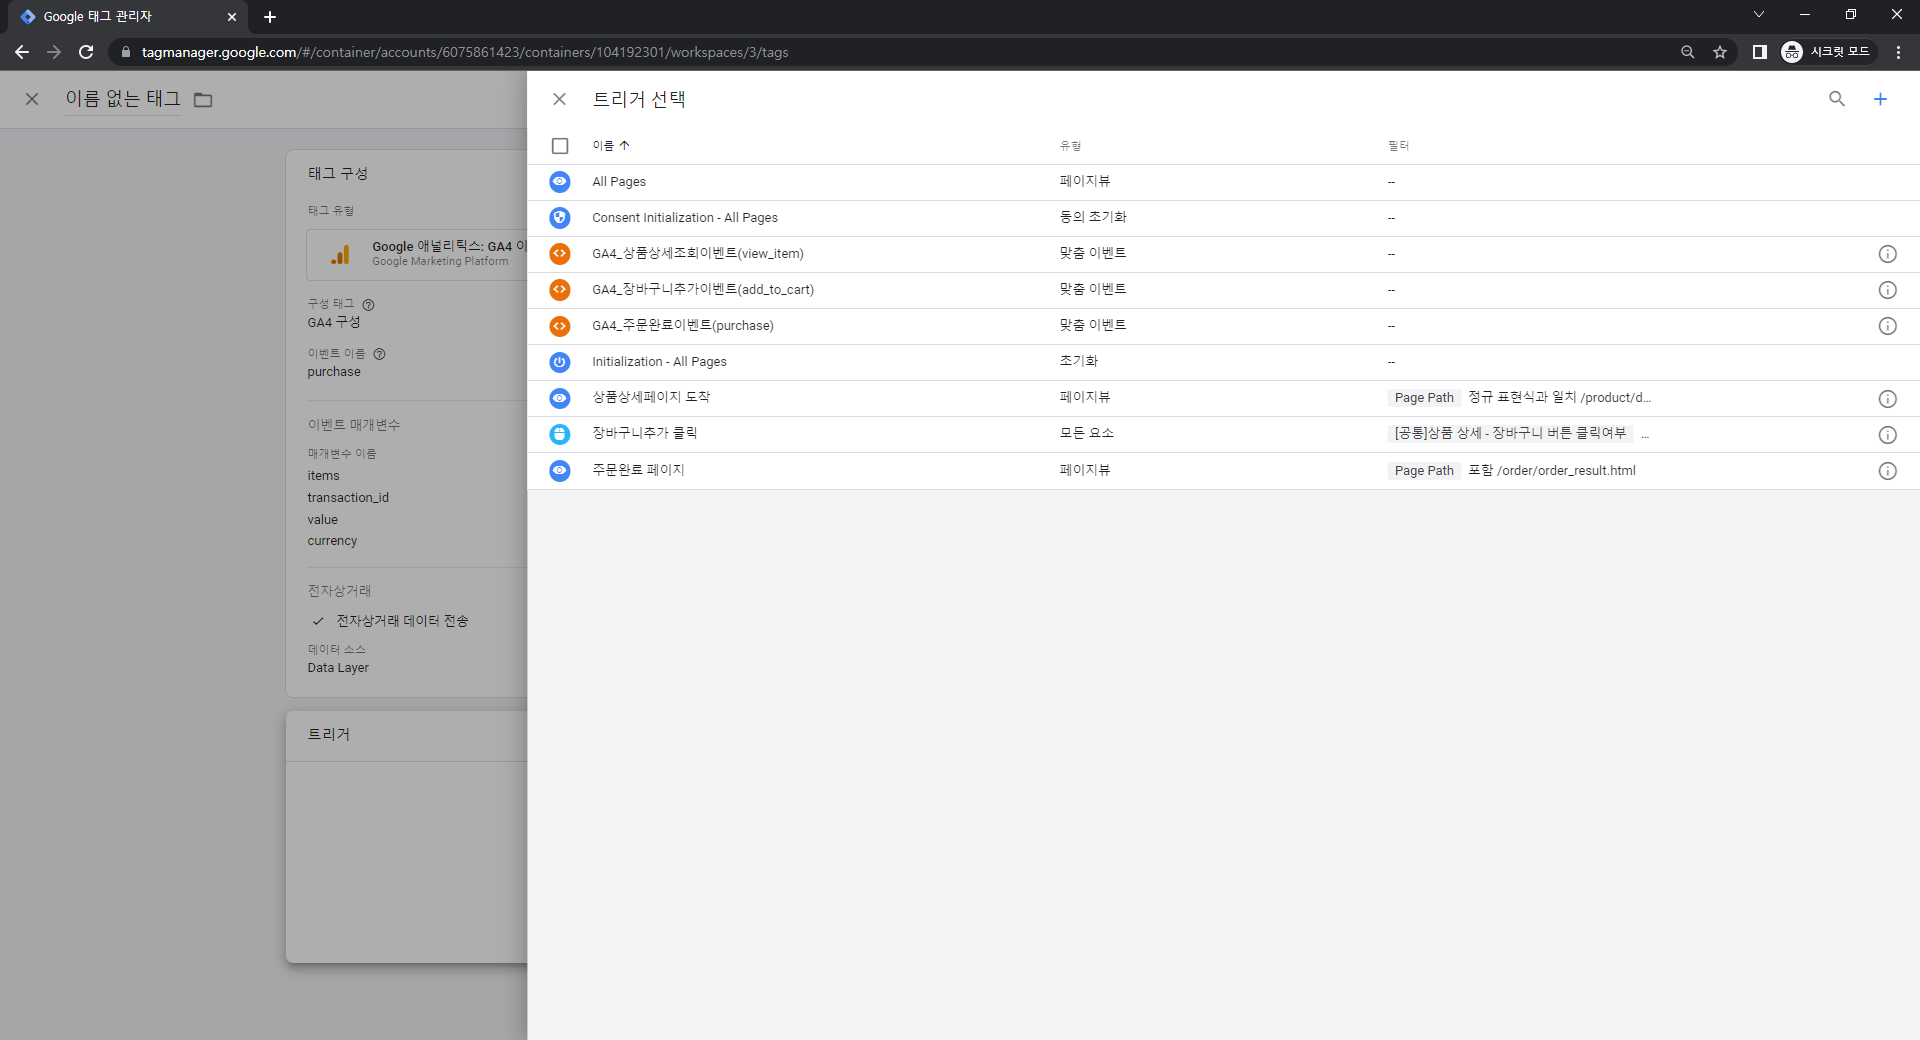 Google 태그 관리자
tagmanager.google.com/#/container/accounts/6075861423/containers/104192301/workspaces/3/tags
시크릿 모드
이름 없는 태그
태그 구성
태그 유형
Google 애널리틱스: GA4 이
Google Marketing Platform
구성 태그
GA4 구성
이벤트 이름
purchase
이벤트 매개변수
매개변수 이름
items
transaction_id
value
currency
전자상거래
전자상거래 데이터 전송
데이터 소스
Data Layer
트리거
트리거 선택
이름 유형 필터
All Pages 페이지뷰 --
Consent Initialization - All Pages 동의 초기화 --
GA4_상품상세조회이벤트(view_item) 맞춤 이벤트 --
GA4_장바구니추가이벤트(add_to_cart) 맞춤 이벤트 --
GA4_주문완료이벤트(purchase) 맞춤 이벤트 --
Initialization - All Pages 초기화 --
상품상세페이지 도착 페이지뷰 Page Path 정규 표현식과 일치 /product/d...
장바구니추가 클릭 모든 요소 [공통]상품 상세 - 장바구니 버튼 클릭여부 ...
주문완료 페이지 페이지뷰 Page Path 포함 /order/order_result.html